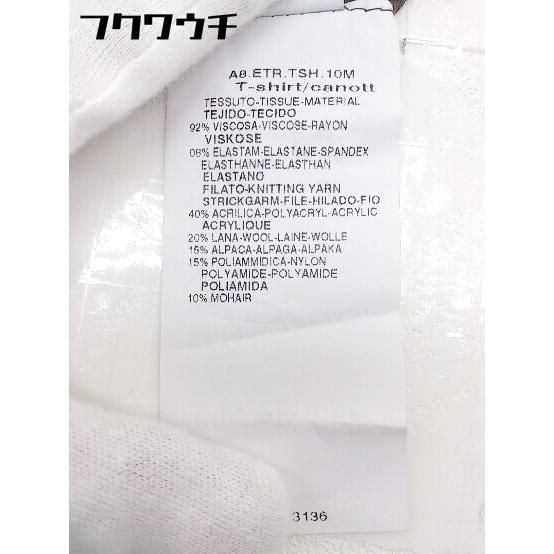 フクワウチ
A8.ETR.TSH.10M
T-shirt/canott
TESSUTO-TISSUE-MATERIAL
TEJIDO-TECIDO
92% VISCOSA-VISCOSE-RAYON
VISKOSE
08% ELASTAM-ELASTANE-SPANDEX
ELASTHANNE-ELASTHAN
ELASTANO
FILATO-KNITTING YARN
STRICKGARM-FILE-HILADO-FIO
40% ACRILICA-POLYACRYL-ACRYLIC
ACRYLIQUE
20% LANA-WOOL-LAINE-WOLLE
15% ALPACA-ALPAGA-ALPAKA
15% POLIAMMIDICA-NYLON
POLYAMIDE-POLYAMIDE
POLIAMIDA
10% MOHAIR
3136